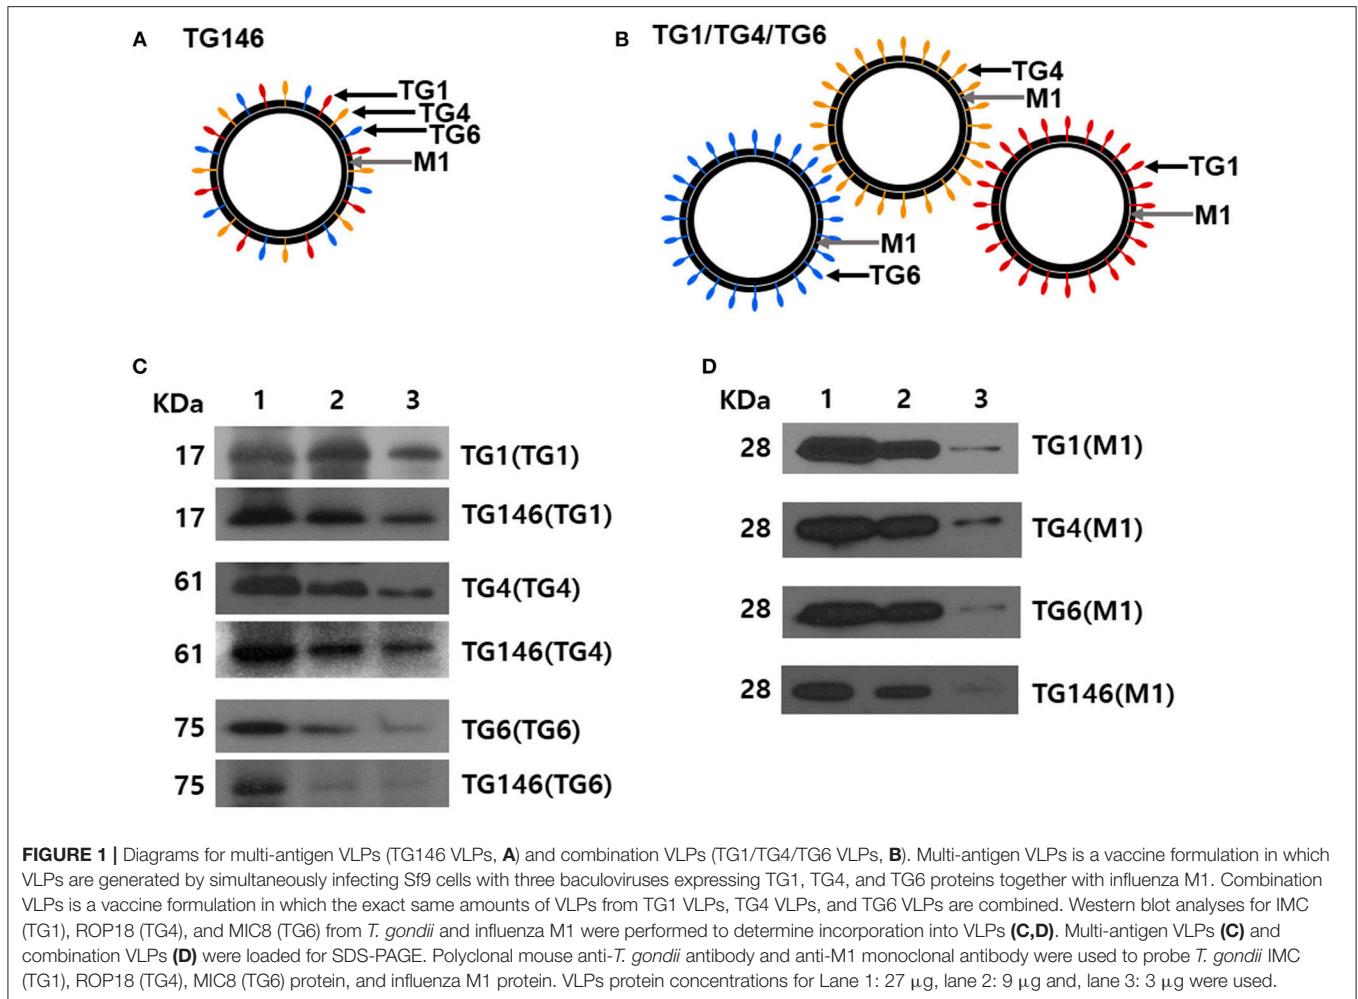 A TG146
TG1
TG4
TG6
M1
B TG1/TG4/TG6
TG4
M1
TG1
M1
M1
TG6
C
KDa 1 2 3
17 TG1(TG1)
17 TG146(TG1)
61 TG4(TG4)
61 TG146(TG4)
75 TG6(TG6)
75 TG146(TG6)
D
KDa 1 2 3
28 TG1(M1)
28 TG4(M1)
28 TG6(M1)
28 TG146(M1)
FIGURE 1 | Diagrams for multi-antigen VLPs (TG146 VLPs, A) and combination VLPs (TG1/TG4/TG6 VLPs, B). Multi-antigen VLPs is a vaccine formulation in which
VLPs are generated by simultaneously infecting Sf9 cells with three baculoviruses expressing TG1, TG4, and TG6 proteins together with influenza M1. Combination
VLPs is a vaccine formulation in which the exact same amounts of VLPs from TG1 VLPs, TG4 VLPs, and TG6 VLPs are combined. Western blot analyses for IMC
(TG1), ROP18 (TG4), and MIC8 (TG6) from T. gondii and influenza M1 were performed to determine incorporation into VLPs (C,D). Multi-antigen VLPs (C) and
combination VLPs (D) were loaded for SDS-PAGE. Polyclonal mouse anti-T. gondii antibody and anti-M1 monoclonal antibody were used to probe T. gondii IMC
(TG1), ROP18 (TG4), MIC8 (TG6) protein, and influenza M1 protein. VLPs protein concentrations for Lane 1: 27 μg, lane 2: 9 μg and, lane 3: 3 μg were used.